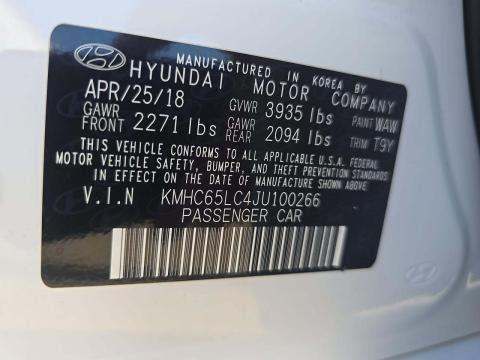 MANUFACTURED IN KOREA BY
HYUNDAI MOTOR COMPANY
APR/25/18 GVWR 3935 lbs PAINT WAW
GAWR FRONT 2271 lbs GAWR REAR 2094 lbs TRIM T9Y
THIS VEHICLE CONFORMS TO ALL APPLICABLE U.S.A. FEDERAL
MOTOR VEHICLE SAFETY, BUMPER, AND THEFT PREVENTION STANDARDS
IN EFFECT ON THE DATE OF MANUFACTURE SHOWN ABOVE.
V.I.N KMHC65LC4JU100266
PASSENGER CAR